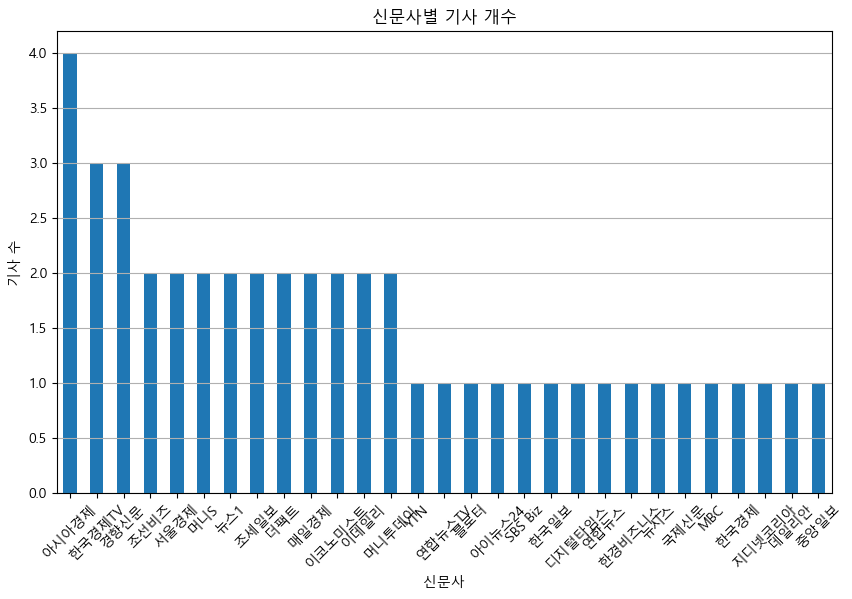 신문사별 기사 개수
기사 수
4.0
3.5
3.0
2.5
2.0
1.5
1.0
0.5
0.0
아시아경제
한국경제TV
경향신문
조선비즈
서울경제
머니S
뉴스1
조세일보
더팩트
매일경제
이코노미스트
이데일리
머니투데이
YTN
연합뉴스TV
블로터
아이뉴스24
SBS Biz
한국일보
디지털타임스
연합뉴스
한경비즈니스
뉴시스
국제신문
MBC
한국경제
지디넷코리아
데일리안
중앙일보
신문사